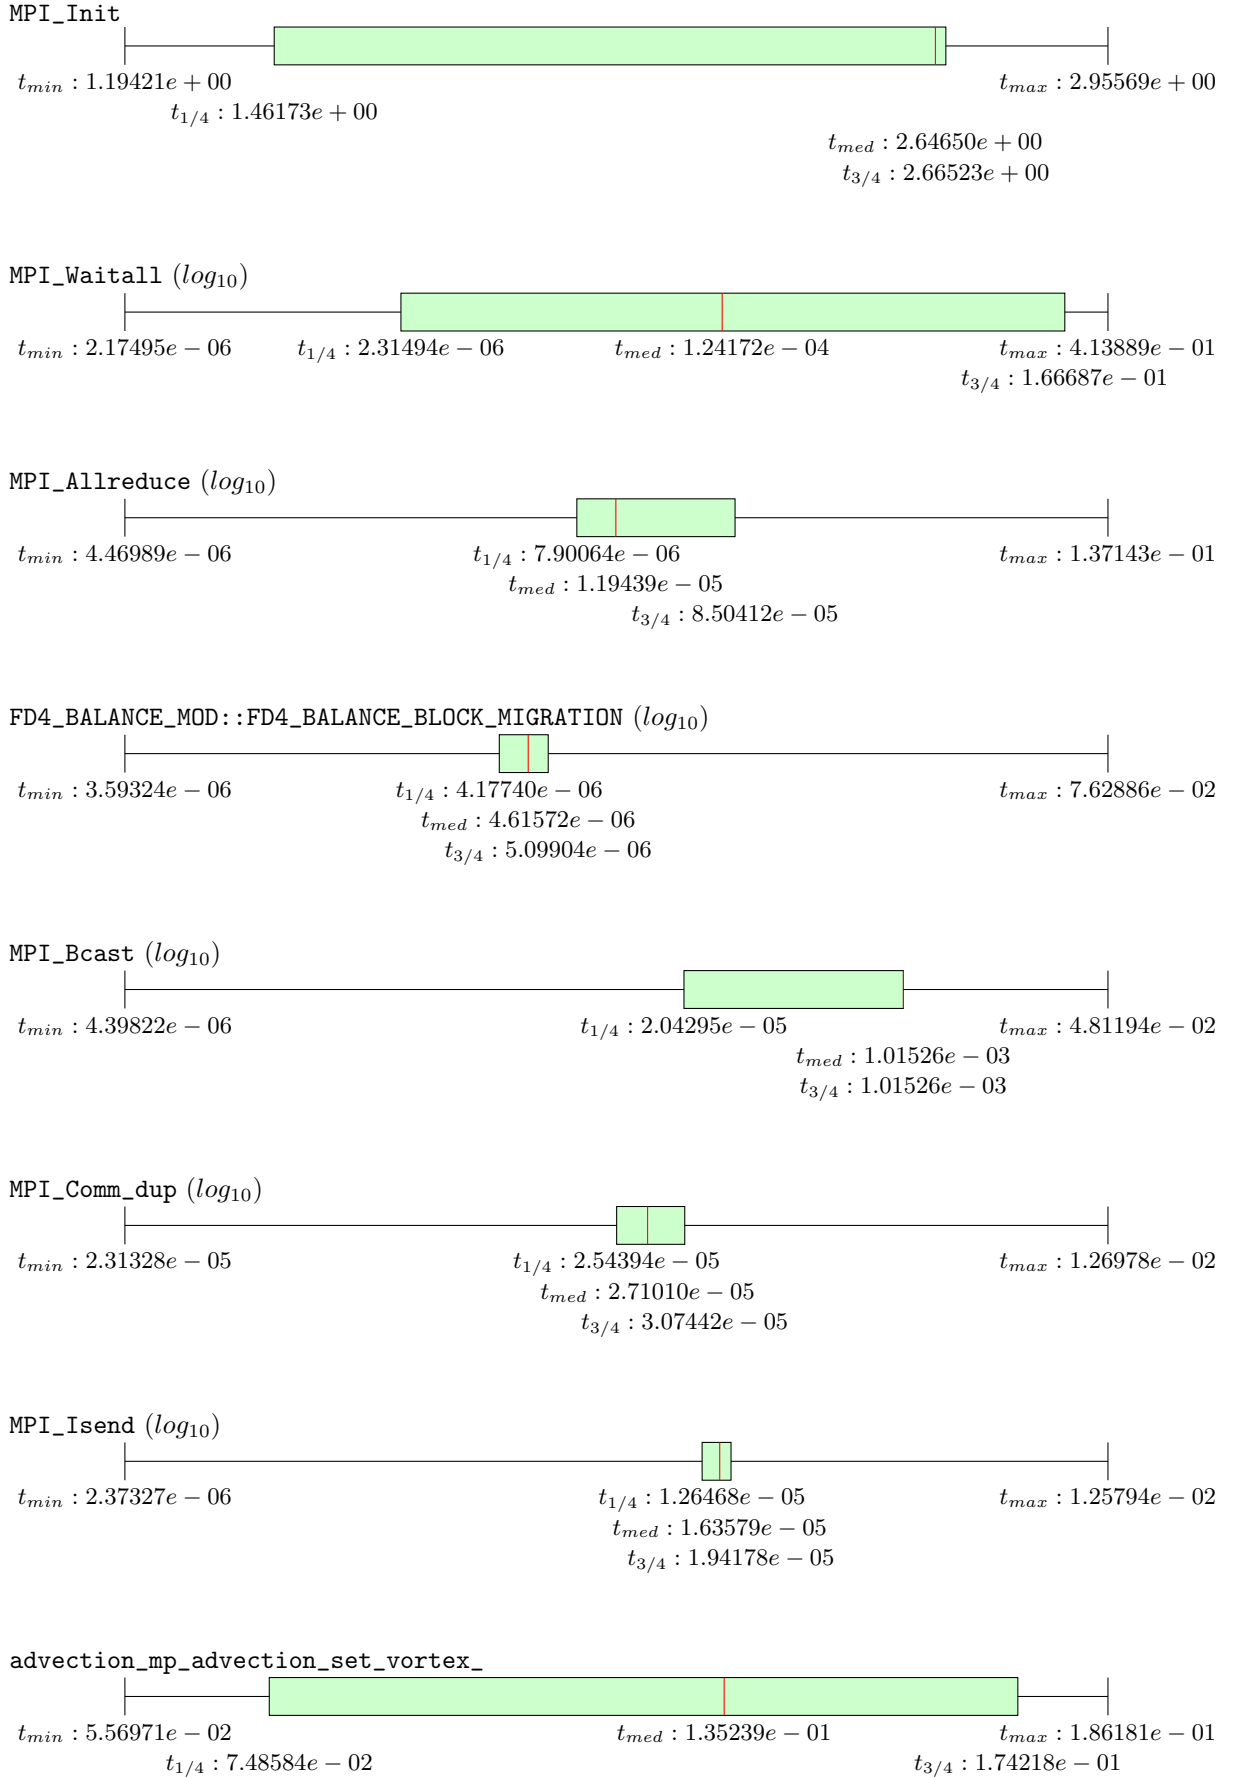 MPI_Init
t_min : 1.19421e + 00 t_max : 2.95569e + 00
t_1/4 : 1.46173e + 00
t_med : 2.64650e + 00
t_3/4 : 2.66523e + 00
MPI_Waitall (log_10)
t_min : 2.17495e − 06 t_1/4 : 2.31494e − 06 t_med : 1.24172e − 04 t_max : 4.13889e − 01
t_3/4 : 1.66687e − 01
MPI_Allreduce (log_10)
t_min : 4.46989e − 06 t_1/4 : 7.90064e − 06 t_max : 1.37143e − 01
t_med : 1.19439e − 05
t_3/4 : 8.50412e − 05
FD4_BALANCE_MOD::FD4_BALANCE_BLOCK_MIGRATION (log_10)
t_min : 3.59324e − 06 t_1/4 : 4.17740e − 06 t_max : 7.62886e − 02
t_med : 4.61572e − 06
t_3/4 : 5.09904e − 06
MPI_Bcast (log_10)
t_min : 4.39822e − 06 t_1/4 : 2.04295e − 05 t_max : 4.81194e − 02
t_med : 1.01526e − 03
t_3/4 : 1.01526e − 03
MPI_Comm_dup (log_10)
t_min : 2.31328e − 05 t_1/4 : 2.54394e − 05 t_max : 1.26978e − 02
t_med : 2.71010e − 05
t_3/4 : 3.07442e − 05
MPI_Isend (log_10)
t_min : 2.37327e − 06 t_1/4 : 1.26468e − 05 t_max : 1.25794e − 02
t_med : 1.63579e − 05
t_3/4 : 1.94178e − 05
advection_mp_advection_set_vortex_
t_min : 5.56971e − 02 t_med : 1.35239e − 01 t_max : 1.86181e − 01
t_1/4 : 7.48584e − 02 t_3/4 : 1.74218e − 01